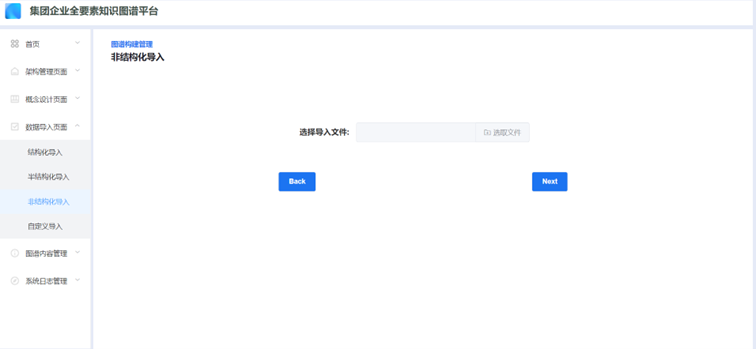 集团企业全要素知识图谱平台
首页
架构管理页面
概念设计页面
数据导入页面
结构化导入
半结构化导入
非结构化导入
自定义导入
图谱内容管理
系统日志管理
图谱构建管理
非结构化导入
选择导入文件:
选取文件
Back
Next